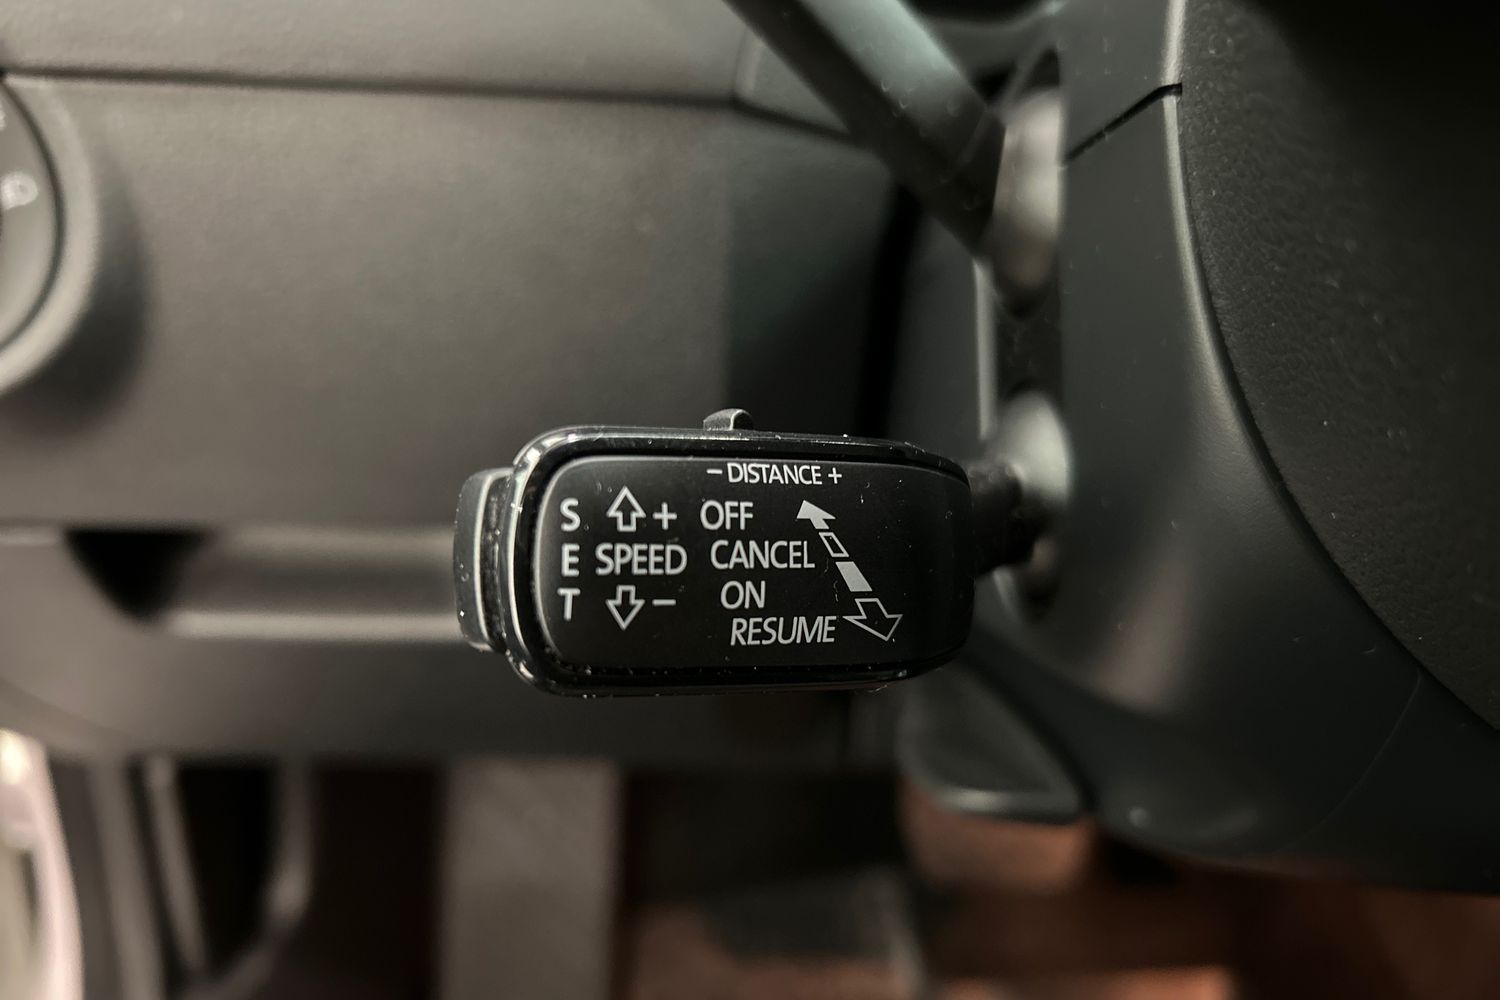 − DISTANCE +
S + OFF
E SPEED CANCEL
T − ON
RESUME